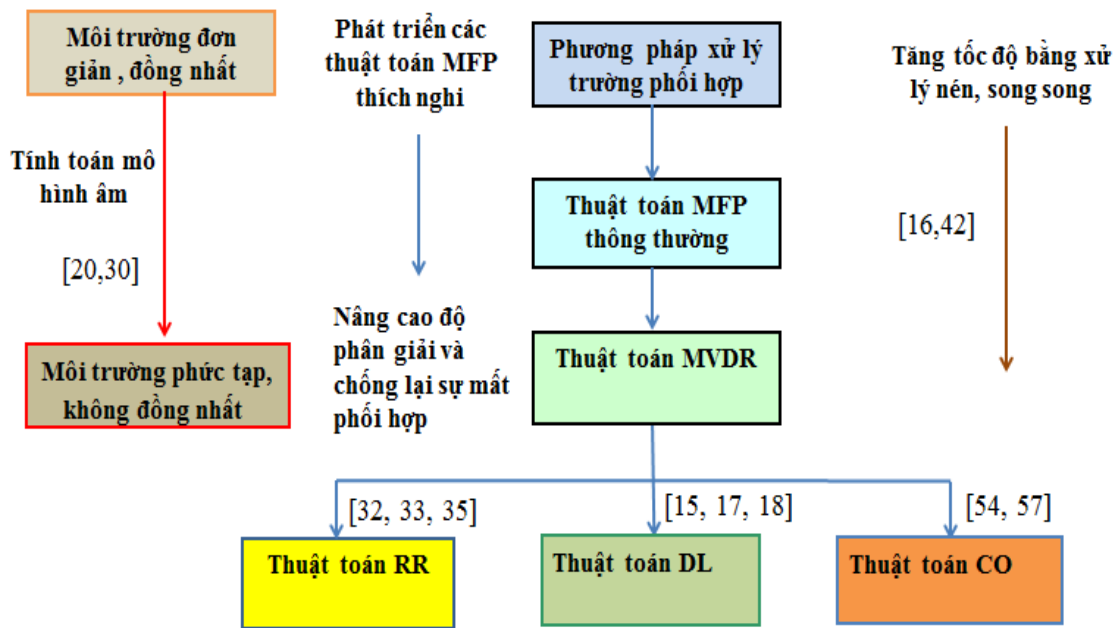 Môi trường đơn
giản , đồng nhất
Tính toán mô
hình âm
[20,30]
Môi trường phức tạp,
không đồng nhất
Phát triển các
thuật toán MFP
thích nghi
Nâng cao độ
phân giải và
chống lại sự mất
phối hợp
Phương pháp xử lý
trường phối hợp
Thuật toán MFP
thông thường
Thuật toán MVDR
Tăng tốc độ bằng xử
lý nén, song song
[16,42]
[32, 33, 35]
[15, 17, 18]
[54, 57]
Thuật toán RR
Thuật toán DL
Thuật toán CO